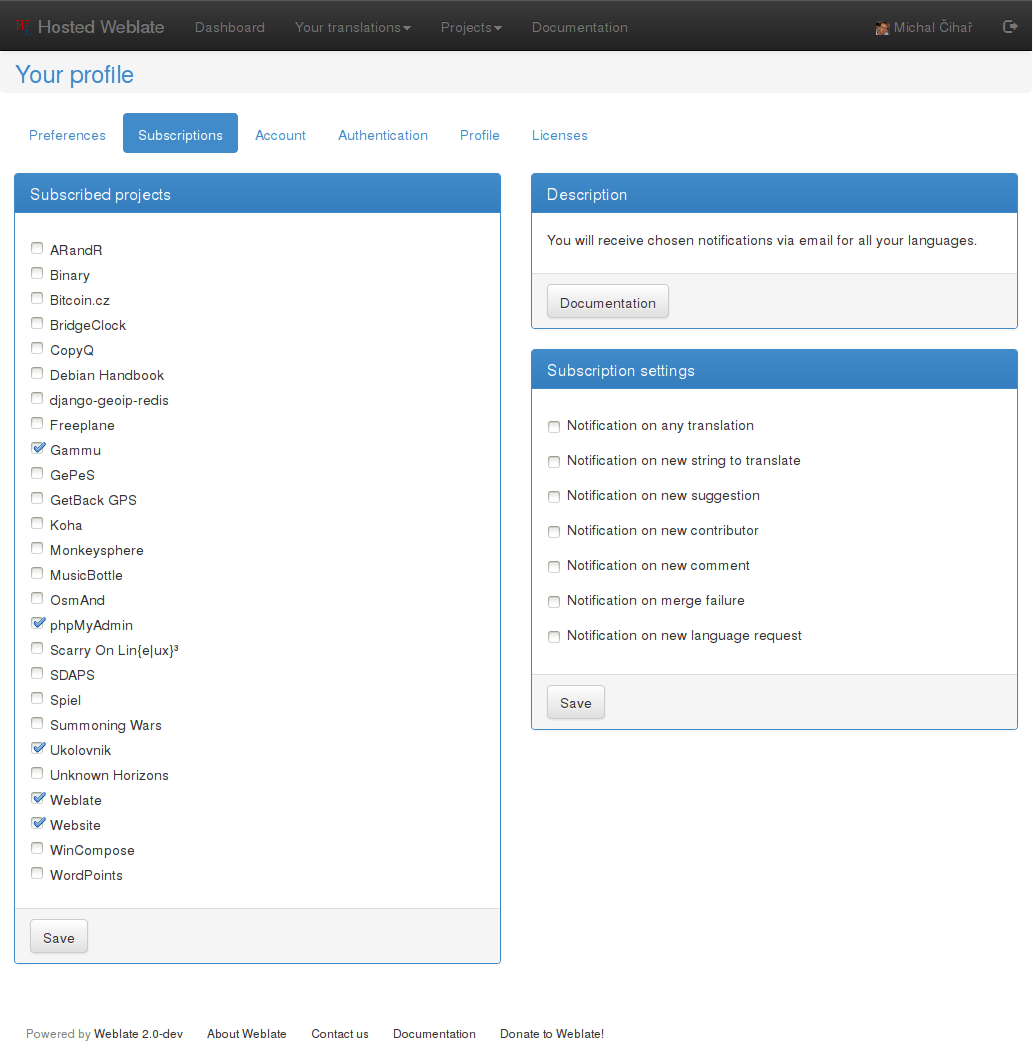 Hosted Weblate Dashboard Your translations Projects Documentation Michal Čihař
Your profile
Preferences Subscriptions Account Authentication Profile Licenses
Subscribed projects
ARandR
Binary
Bitcoin.cz
BridgeClock
CopyQ
Debian Handbook
django-geoip-redis
Freeplane
Gammu
GePeS
GetBack GPS
Koha
Monkeysphere
MusicBottle
OsmAnd
phpMyAdmin
Scarry On Lin{e|ux}³
SDAPS
Spiel
Summoning Wars
Ukolovnik
Unknown Horizons
Weblate
Website
WinCompose
WordPoints
Save
Description
You will receive chosen notifications via email for all your languages.
Documentation
Subscription settings
Notification on any translation
Notification on new string to translate
Notification on new suggestion
Notification on new contributor
Notification on new comment
Notification on merge failure
Notification on new language request
Save
Powered by Weblate 2.0-dev About Weblate Contact us Documentation Donate to Weblate!